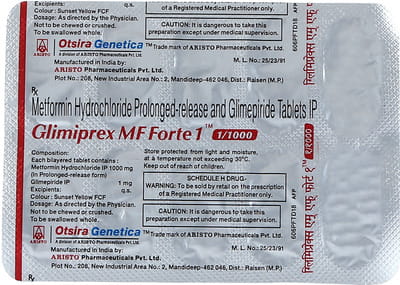 Excipients: q.s.
Colour : Sunset Yellow FCF
Dosage: As directed by the Physician.
Not to be chewed or crushed.
To be swallowed whole.
of a Registered Medical Practitioner only.
CAUTION: It is dangerous to take this
preparation except under medical supervision.
ARISTO
Otsira Genetica™
A division of ARISTO Pharmaceuticals Pvt. Ltd.
Trade mark of ARISTO Pharmaceuticals Pvt. Ltd.
Manufactured in India by:
M. L. No.: 25/23/91
ARISTO Pharmaceuticals Pvt. Ltd.
Plot No.: 208, New Industrial Area No.: 2, Mandideep-462 046, Dist.: Raisen (M.P.)
Rx
Metformin Hydrochloride Prolonged-release and Glimepiride Tablets IP
Glimiprex MF Forte 1™ 1/1000
Composition:
Each bilayered tablet contains:
Metformin Hydrochloride IP 1000 mg
(In Prolonged-release form)
Glimepiride IP 1 mg
Excipients: q.s.
Colour : Sunset Yellow FCF
Dosage: As directed by the Physician.
Not to be chewed or crushed.
To be swallowed whole.
Store protected from light and moisture,
at a temperature not exceeding 30°C.
Keep out of reach of children.
SCHEDULE H DRUG
WARNING: To be sold by retail on the prescription
of a Registered Medical Practitioner only.
CAUTION: It is dangerous to take this
preparation except under medical supervision.
ARISTO
Otsira Genetica™
A division of ARISTO Pharmaceuticals Pvt. Ltd.
Trade mark of ARISTO Pharmaceuticals Pvt. Ltd.
Manufactured in India by:
M. L. No.: 25/23/91
ARISTO Pharmaceuticals Pvt. Ltd.
Plot No.: 208, New Industrial Area No.: 2, Mandideep-462 046, Dist.: Raisen (M.P.)
Rx
ग्लिमिप्रेक्स एम एफ फोर्ट १™ १/१०००